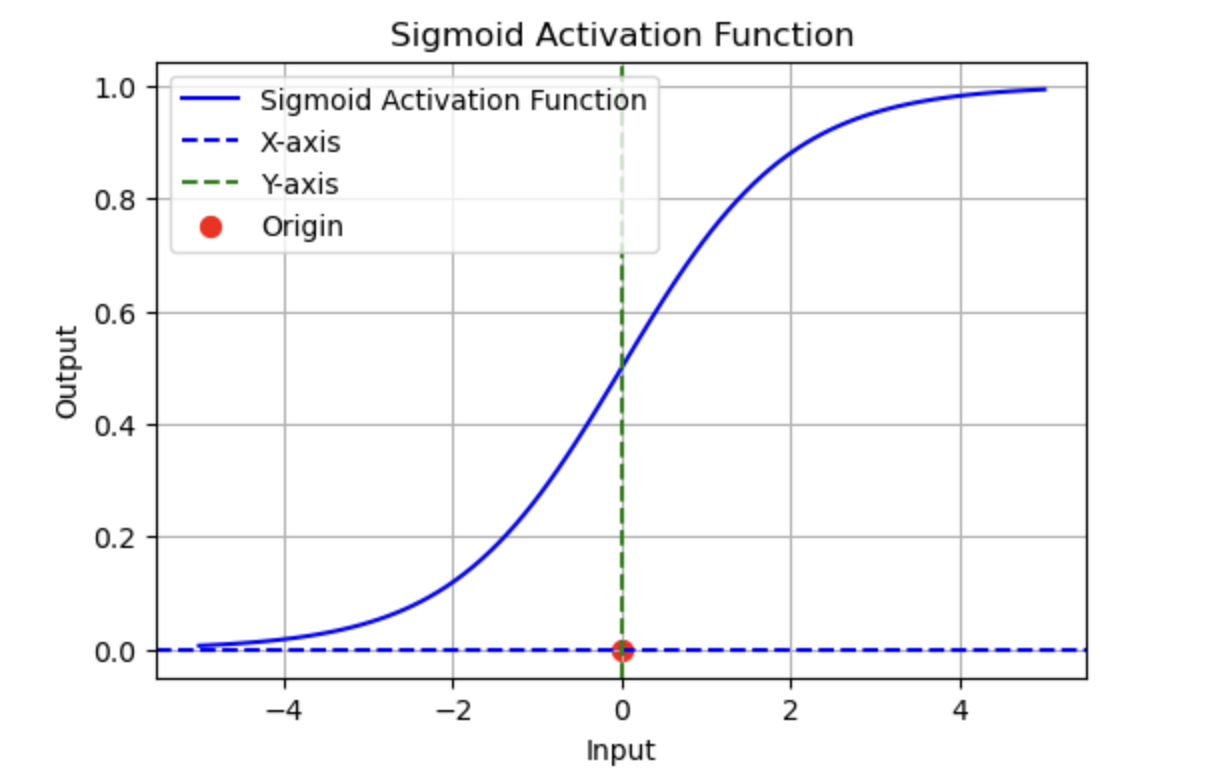 Sigmoid Activation Function
1.0
Sigmoid Activation Function
X-axis
Y-axis
Origin
0.8
0.6
0.4
0.2
0.0
Output
−4 −2 0 2 4
Input